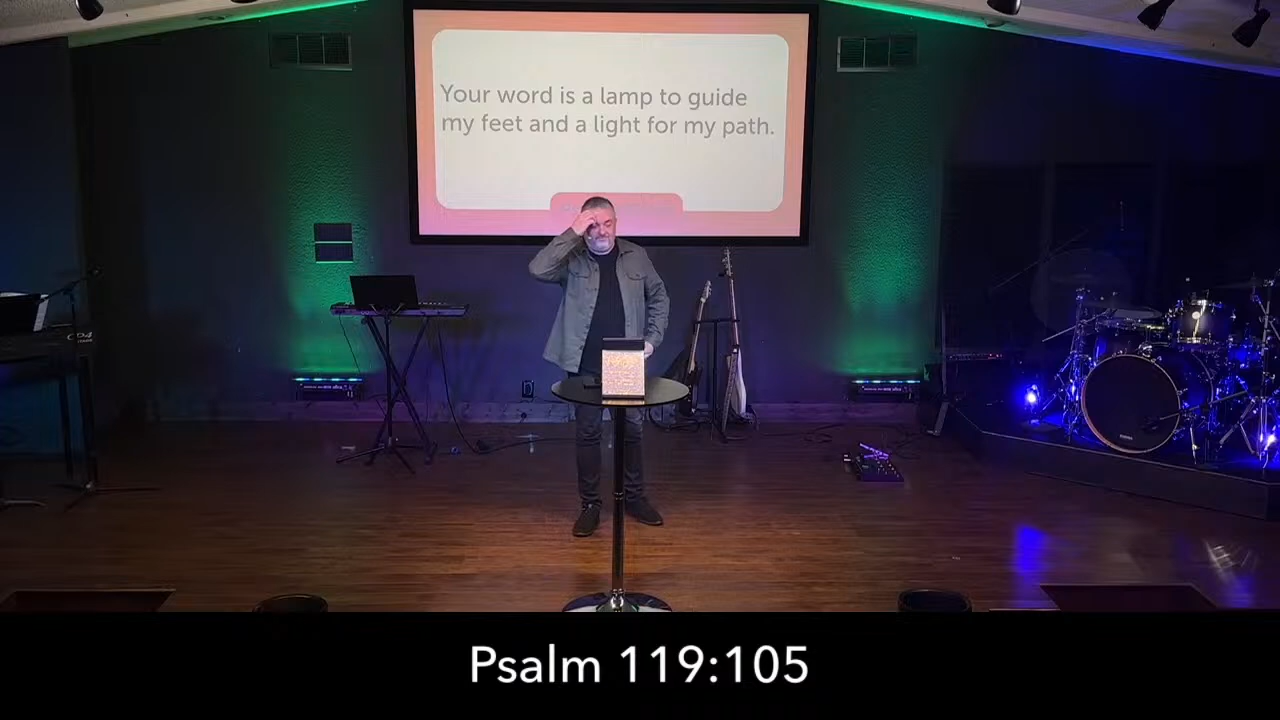 Your word is a lamp to guide
my feet and a light for my path.
Psalm 119:105